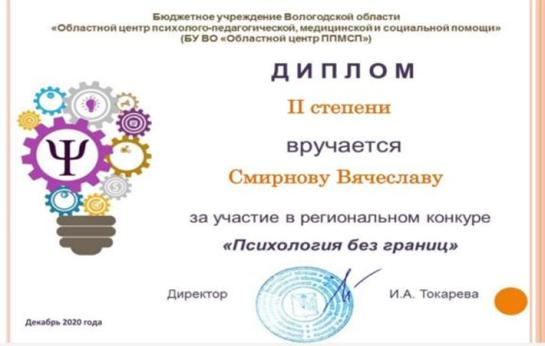 Бюджетное учреждение Вологодской области
«Областной центр психолого-педагогической, медицинской и социальной помощи»
(БУ ВО «Областной центр ППМСП»)
ДИПЛОМ
II степени
вручается
Смирнову Вячеславу
за участие в региональном конкуре
«Психология без границ»
Директор
И.А. Токарева
Декабрь 2020 года